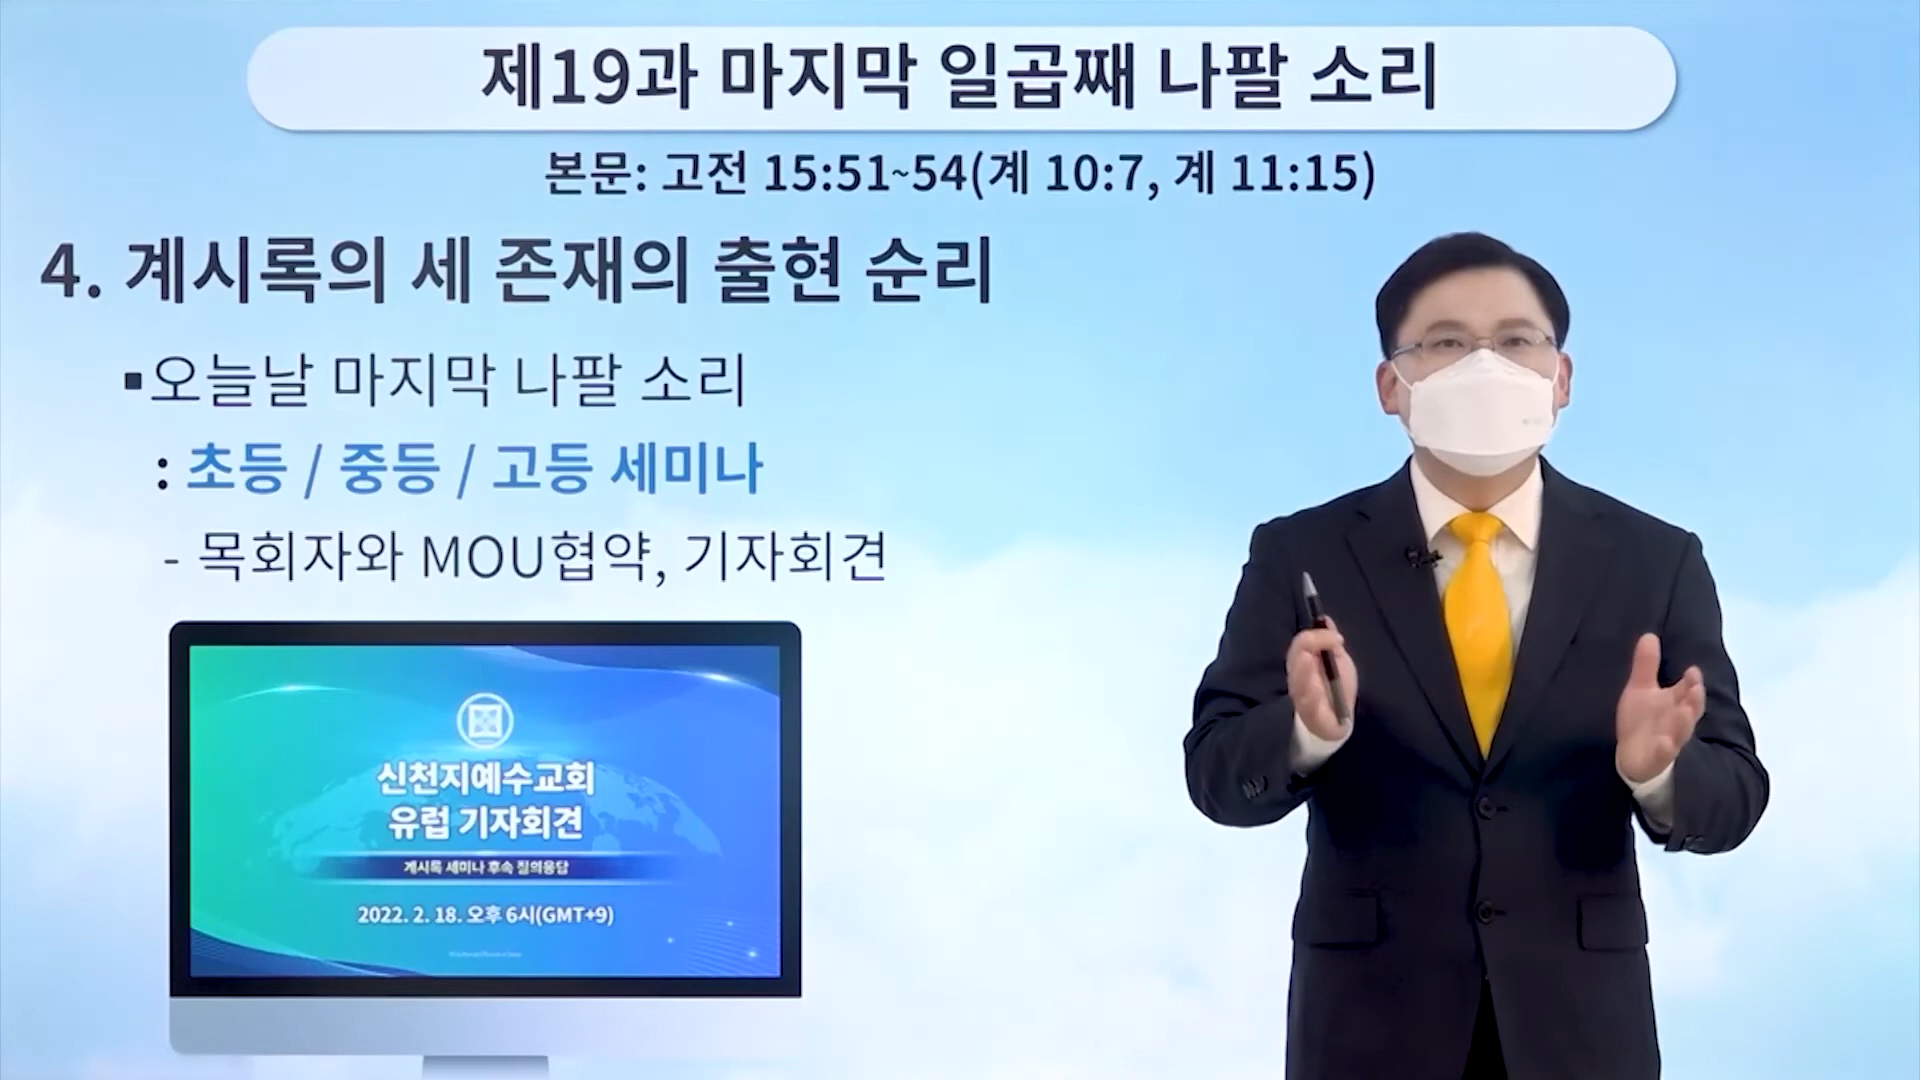 제19과 마지막 일곱째 나팔 소리
본문: 고전 15:51~54(계 10:7, 계 11:15)
4. 계시록의 세 존재의 출현 순리
▪오늘날 마지막 나팔 소리
: 초등 / 중등 / 고등 세미나
- 목회자와 MOU협약, 기자회견
신천지예수교회
유럽 기자회견
계시록 세미나 후속 질의응답
2022. 2. 18. 오후 6시(GMT+9)